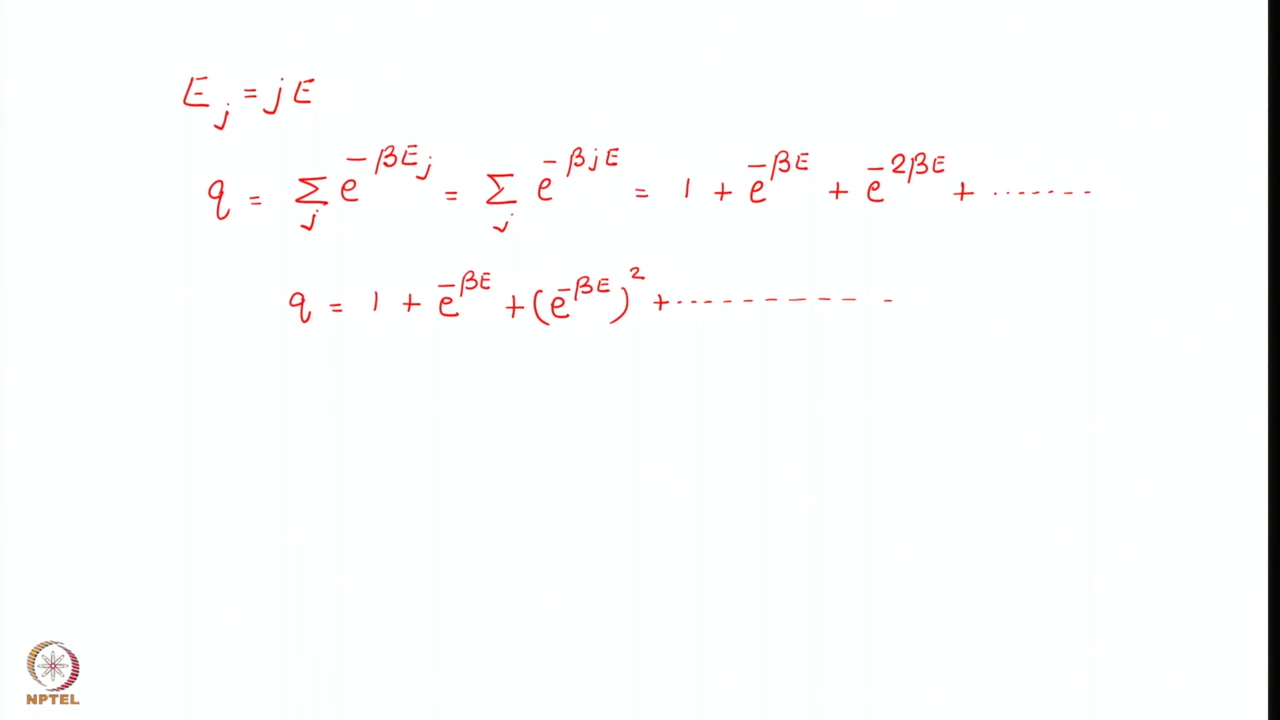 E_j = jE
q = Σ_j e^{-βE_j} = Σ_j e^{-βjE} = 1 + e^{-βE} + e^{-2βE} + .......
q = 1 + e^{-βE} + (e^{-βE})^2 + ..........
NPTEL